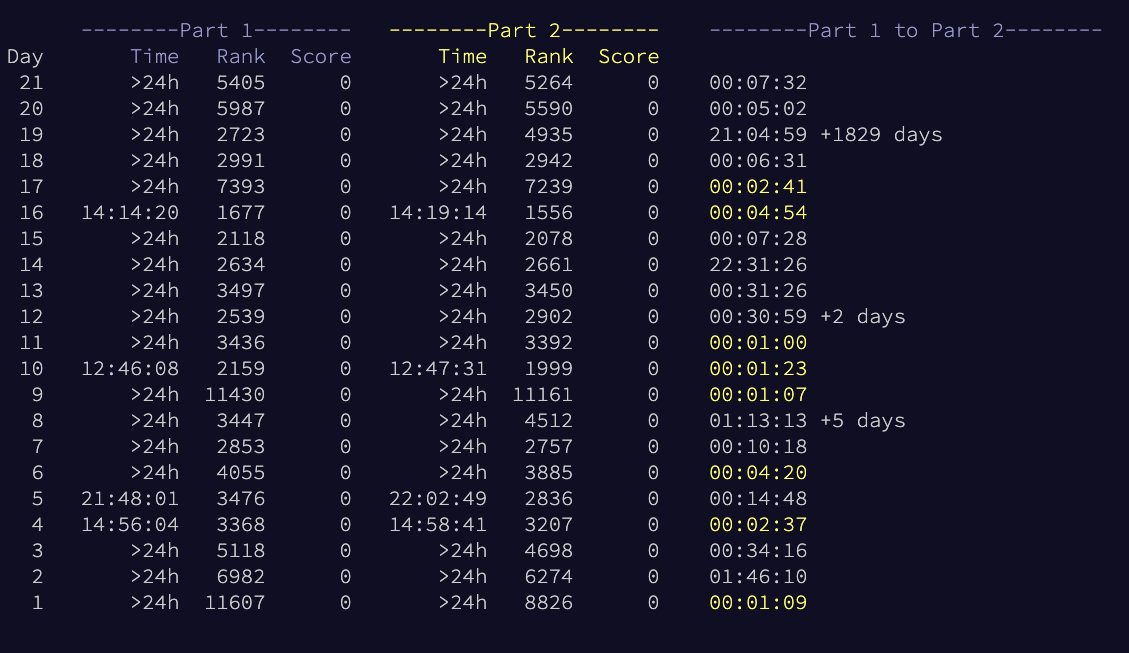 --------Part 1-------- --------Part 2-------- --------Part 1 to Part 2--------
Day Time Rank Score Time Rank Score
21 >24h 5405 0 >24h 5264 0 00:07:32
20 >24h 5987 0 >24h 5590 0 00:05:02
19 >24h 2723 0 >24h 4935 0 21:04:59 +1829 days
18 >24h 2991 0 >24h 2942 0 00:06:31
17 >24h 7393 0 >24h 7239 0 00:02:41
16 14:14:20 1677 0 14:19:14 1556 0 00:04:54
15 >24h 2118 0 >24h 2078 0 00:07:28
14 >24h 2634 0 >24h 2661 0 22:31:26
13 >24h 3497 0 >24h 3450 0 00:31:26
12 >24h 2539 0 >24h 2902 0 00:30:59 +2 days
11 >24h 3436 0 >24h 3392 0 00:01:00
10 12:46:08 2159 0 12:47:31 1999 0 00:01:23
9 >24h 11430 0 >24h 11161 0 00:01:07
8 >24h 3447 0 >24h 4512 0 01:13:13 +5 days
7 >24h 2853 0 >24h 2757 0 00:10:18
6 >24h 4055 0 >24h 3885 0 00:04:20
5 21:48:01 3476 0 22:02:49 2836 0 00:14:48
4 14:56:04 3368 0 14:58:41 3207 0 00:02:37
3 >24h 5118 0 >24h 4698 0 00:34:16
2 >24h 6982 0 >24h 6274 0 01:46:10
1 >24h 11607 0 >24h 8826 0 00:01:09